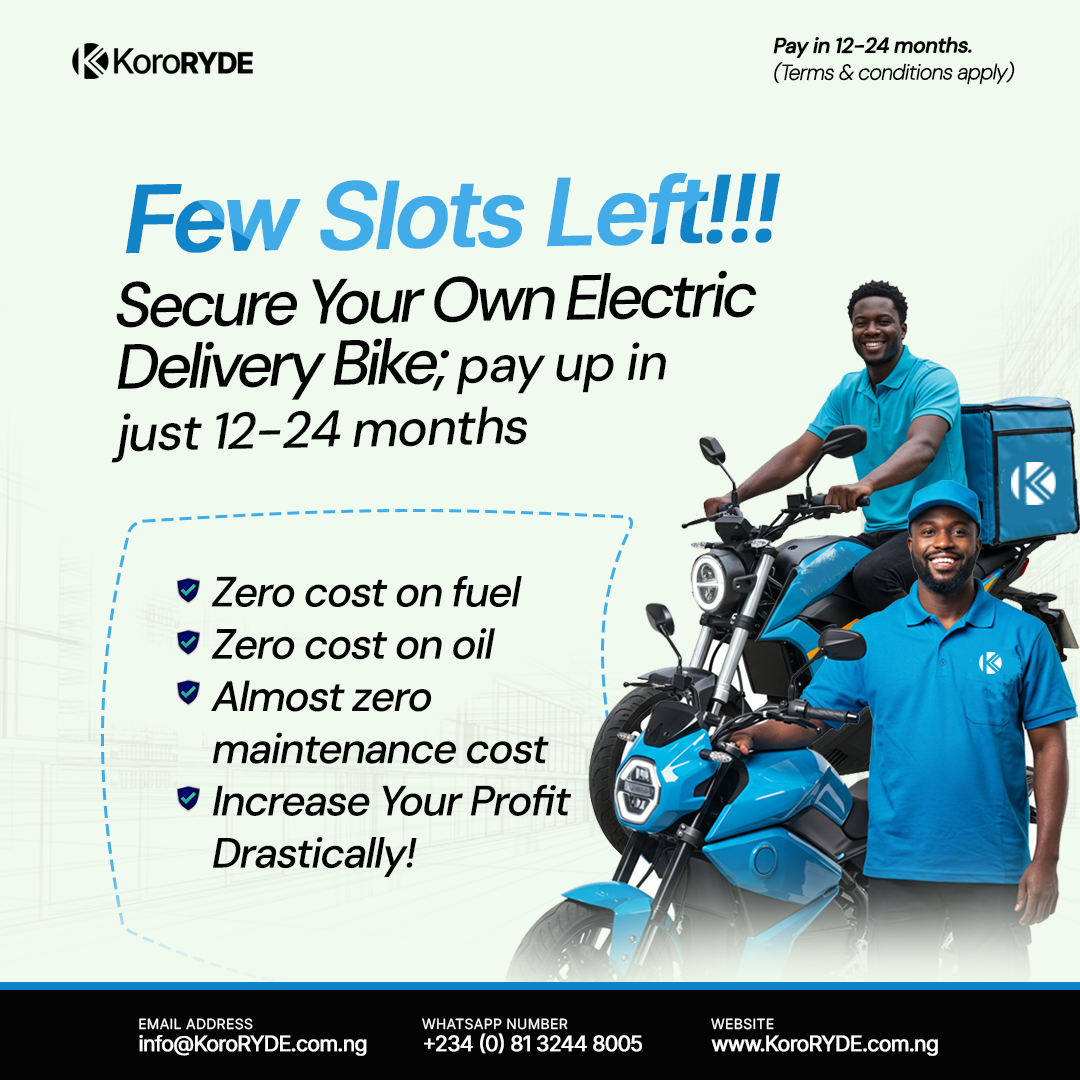 KoroRYDE
Pay in 12-24 months.
(Terms & conditions apply)
Few Slots Left!!!
Secure Your Own Electric
Delivery Bike; pay up in
just 12-24 months
Zero cost on fuel
Zero cost on oil
Almost zero
maintenance cost
Increase Your Profit
Drastically!
EMAIL ADDRESS
info@KoroRYDE.com.ng
WHATSAPP NUMBER
+234 (0) 81 3244 8005
WEBSITE
www.KoroRYDE.com.ng